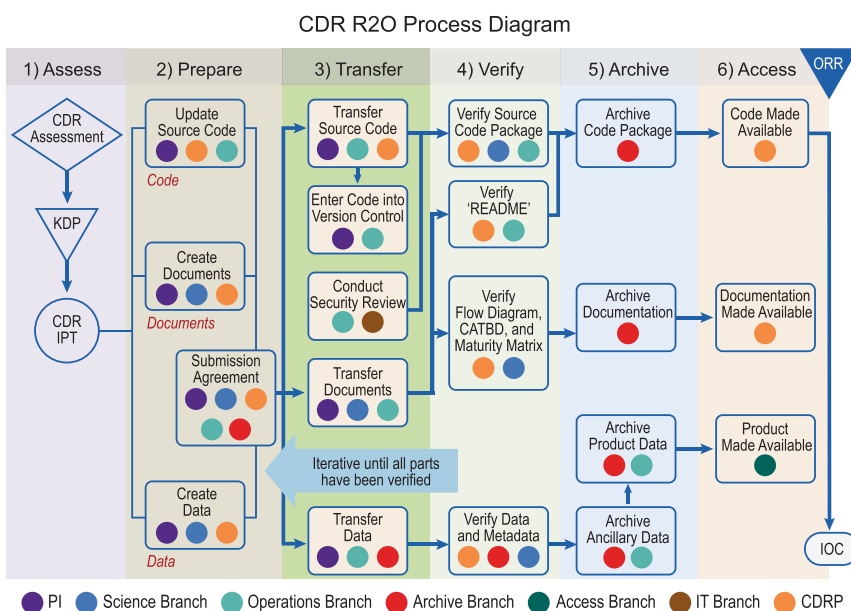 CDR R2O Process Diagram
1) Assess
2) Prepare
3) Transfer
4) Verify
5) Archive
6) Access
ORR
CDR
Assessment
KDP
CDR
IPT
Update
Source Code
Code
Create
Documents
Documents
Submission
Agreement
Create
Data
Data
Transfer
Source Code
Enter Code into
Version Control
Conduct
Security Review
Transfer
Documents
Iterative until all parts
have been verified
Transfer
Data
Verify Source
Code Package
Verify
‘README’
Verify
Flow Diagram,
CATBD, and
Maturity Matrix
Verify Data
and Metadata
Archive
Code Package
Archive
Documentation
Archive
Product Data
Archive
Ancillary Data
Code Made
Available
Documentation
Made Available
Product
Made Available
IOC
PI
Science Branch
Operations Branch
Archive Branch
Access Branch
IT Branch
CDRP